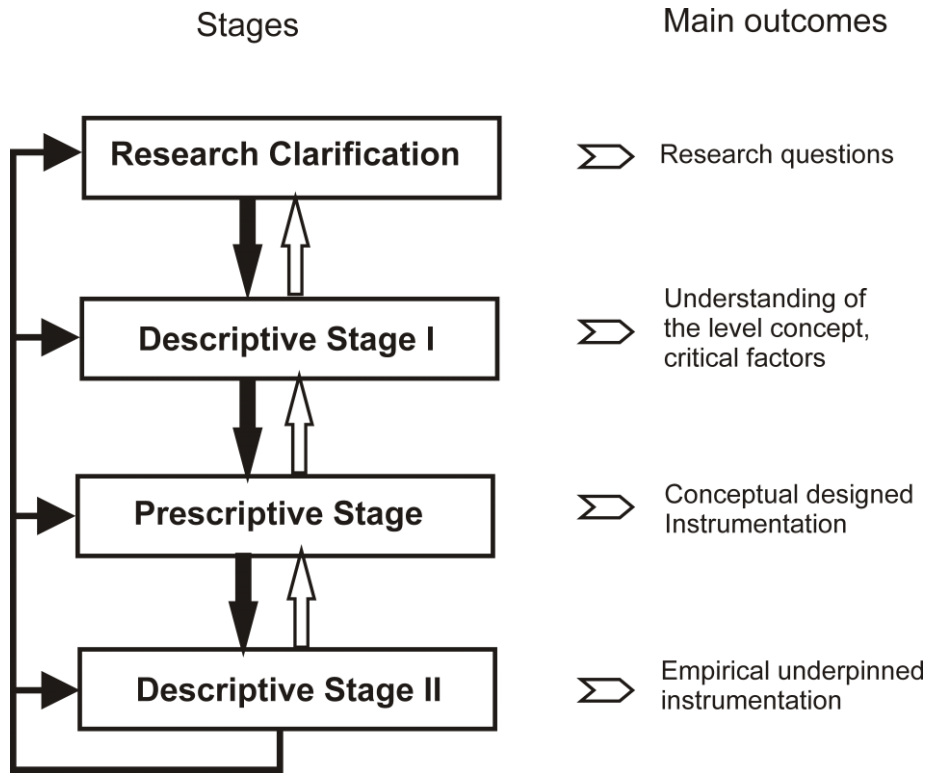 Stages
Main outcomes
Research Clarification
Research questions
Descriptive Stage I
Understanding of
the level concept,
critical factors
Prescriptive Stage
Conceptual designed
Instrumentation
Descriptive Stage II
Empirical underpinned
instrumentation